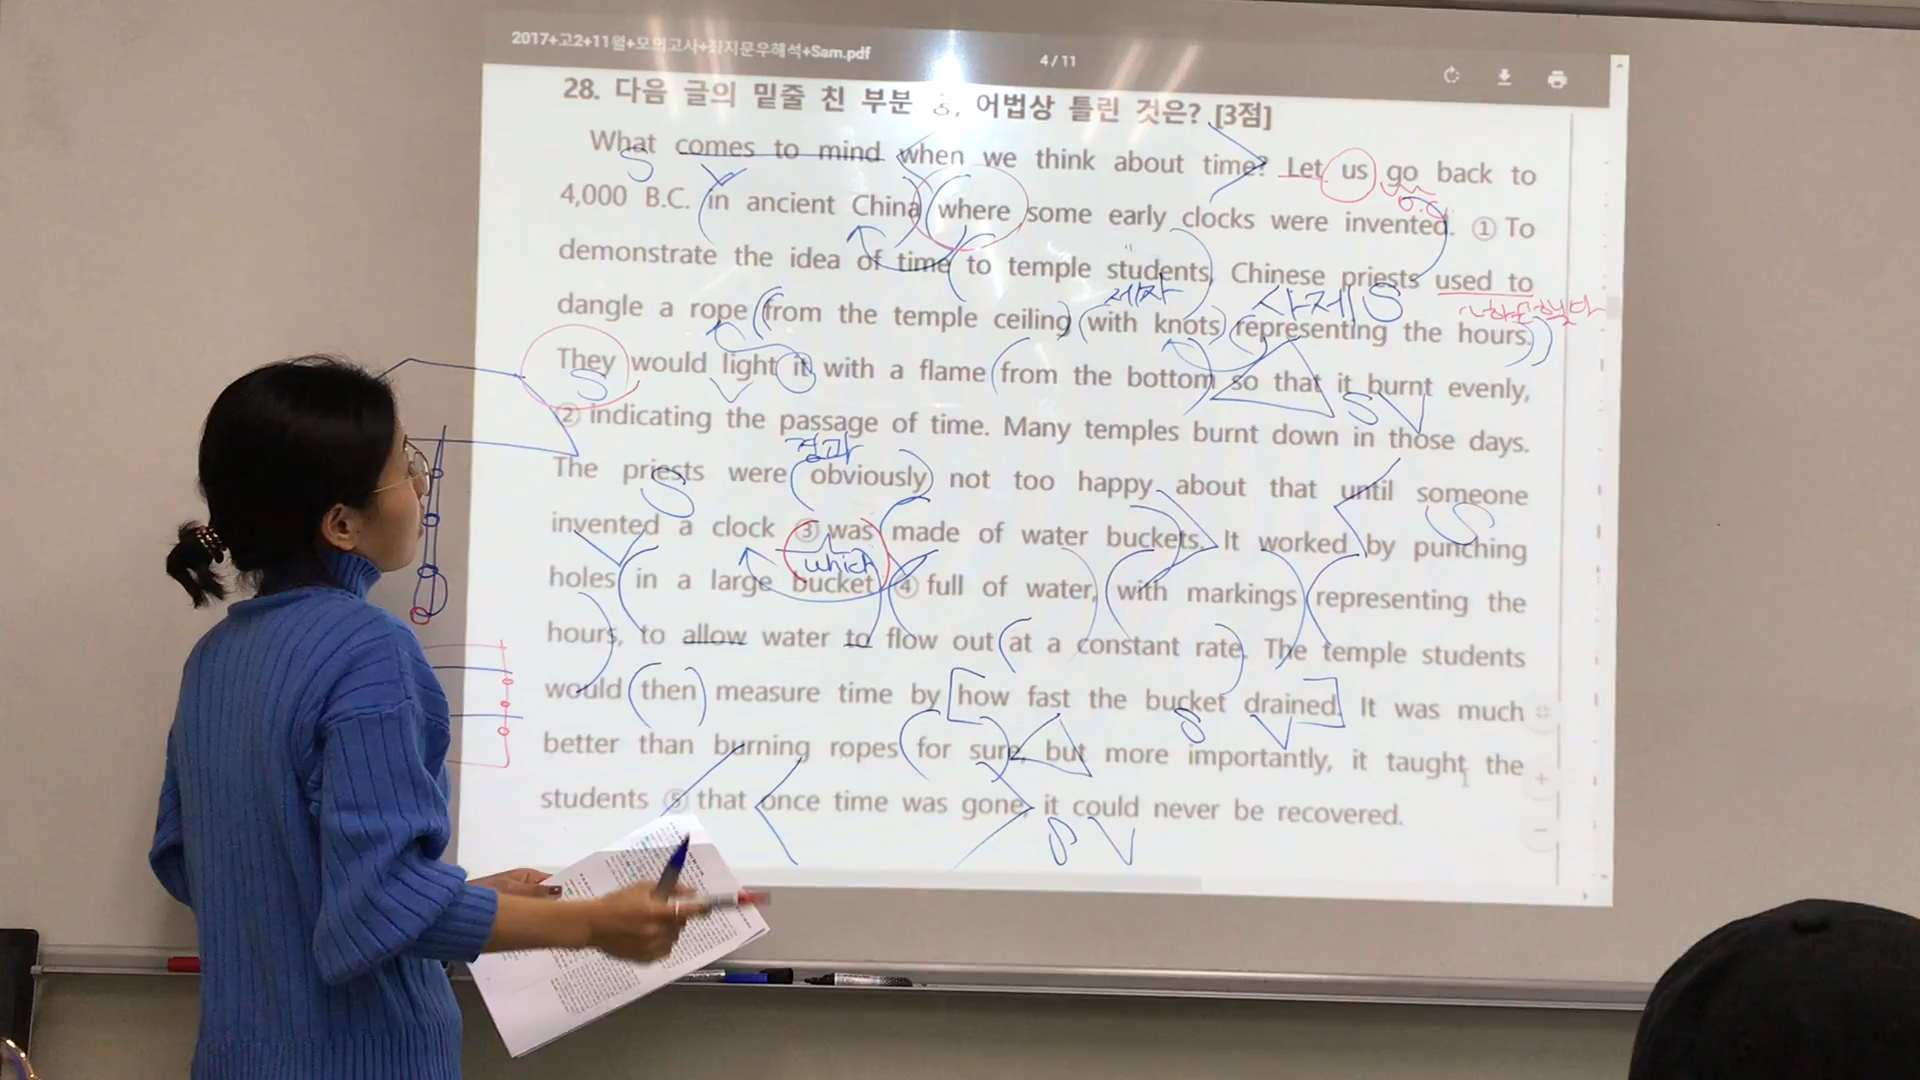 2017+고2+11월+모의고사+최지문우해석+Sam.pdf
4 / 11
28. 다음 글의 밑줄 친 부분 중, 어법상 틀린 것은? [3점]
What comes to mind when we think about time? Let us go back to
S V
4,000 B.C. in ancient China where some early clocks were invented. ① To
demonstrate the idea of time to temple students, Chinese priests used to
제자 사제 S
dangle a rope from the temple ceiling with knots representing the hours.
They would light it with a flame from the bottom so that it burnt evenly,
S V S V
② indicating the passage of time. Many temples burnt down in those days.
경과
The priests were obviously not too happy about that until someone
S S
invented a clock ③ was made of water buckets. It worked by punching
V which
holes in a large bucket ④ full of water, with markings representing the
hours, to allow water to flow out at a constant rate. The temple students
would then measure time by how fast the bucket drained. It was much
S V
better than burning ropes for sure, but more importantly, it taught the
students ⑤ that once time was gone, it could never be recovered.
S V